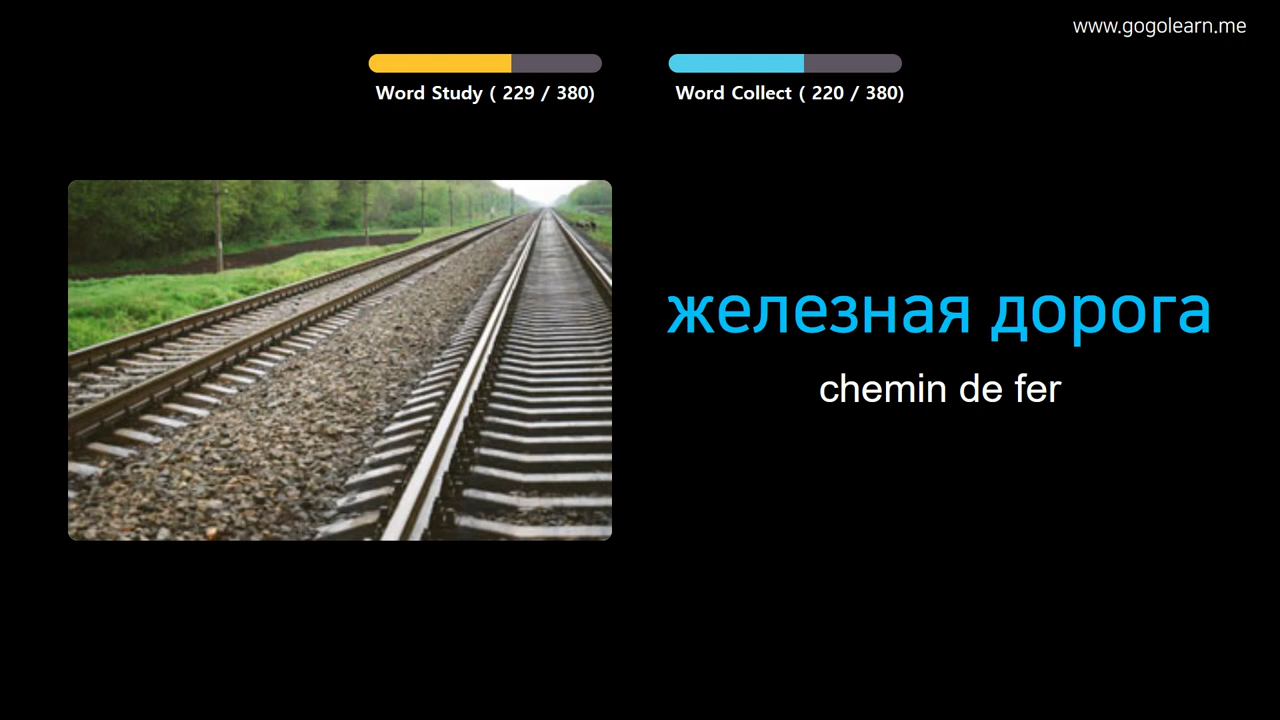 www.gogolearn.me
Word Study ( 229 / 380)
Word Collect ( 220 / 380)
железная дорога
chemin de fer